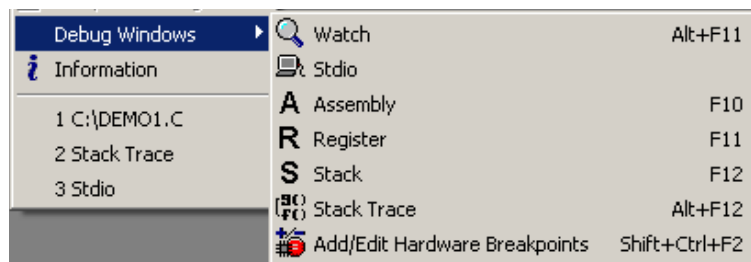 Debug Windows
Information
1 C:\DEMO1.C
2 Stack Trace
3 Stdio
Watch Alt+F11
Stdio
A Assembly F10
R Register F11
S Stack F12
Stack Trace Alt+F12
Add/Edit Hardware Breakpoints Shift+Ctrl+F2